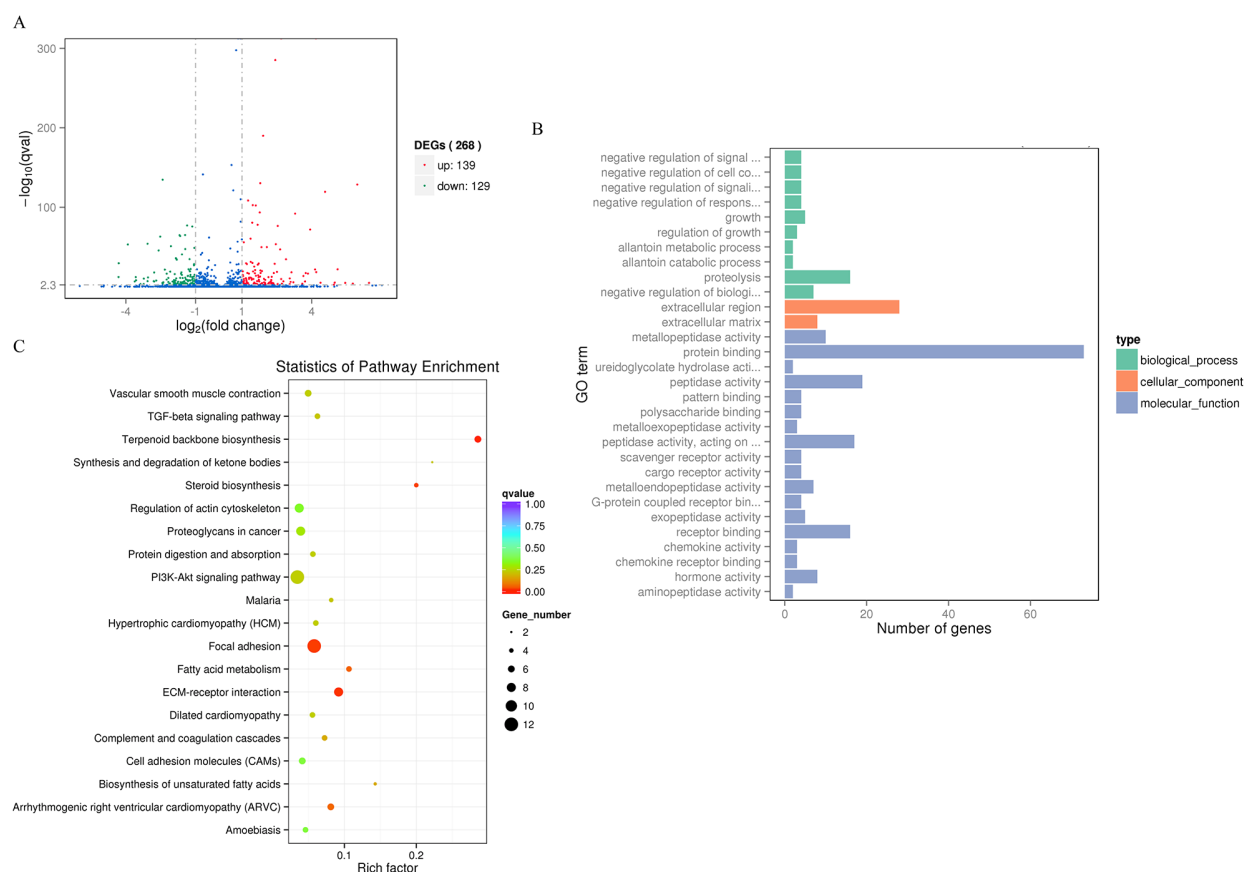 A
300
200
100
2.3
-4
-1
1
4
−log10(qval)
log2(fold change)
DEGs ( 268 )
up: 139
down: 129
B
negative regulation of signal ...
negative regulation of cell co...
negative regulation of signali...
negative regulation of respons...
growth
regulation of growth
allantoin metabolic process
allantoin catabolic process
proteolysis
negative regulation of biologi...
extracellular region
extracellular matrix
metallopeptidase activity
protein binding
ureidoglycolate hydrolase acti...
peptidase activity
pattern binding
polysaccharide binding
metalloexopeptidase activity
peptidase activity, acting on ...
scavenger receptor activity
cargo receptor activity
metalloendopeptidase activity
G-protein coupled receptor bin...
exopeptidase activity
receptor binding
chemokine activity
chemokine receptor binding
hormone activity
aminopeptidase activity
GO term
0
20
40
60
Number of genes
type
biological_process
cellular_component
molecular_function
C
Statistics of Pathway Enrichment
Vascular smooth muscle contraction
TGF-beta signaling pathway
Terpenoid backbone biosynthesis
Synthesis and degradation of ketone bodies
Steroid biosynthesis
Regulation of actin cytoskeleton
Proteoglycans in cancer
Protein digestion and absorption
PI3K-Akt signaling pathway
Malaria
Hypertrophic cardiomyopathy (HCM)
Focal adhesion
Fatty acid metabolism
ECM-receptor interaction
Dilated cardiomyopathy
Complement and coagulation cascades
Cell adhesion molecules (CAMs)
Biosynthesis of unsaturated fatty acids
Arrhythmogenic right ventricular cardiomyopathy (ARVC)
Amoebiasis
0.1
0.2
Rich factor
qvalue
1.00
0.75
0.50
0.25
0.00
Gene_number
2
4
6
8
10
12